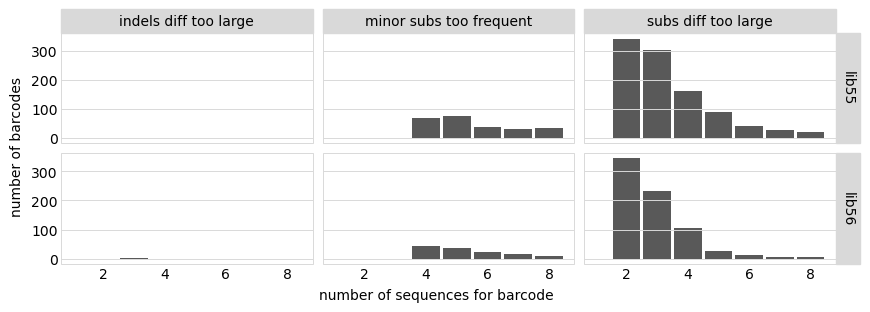 indels diff too large
minor subs too frequent
subs diff too large
number of barcodes
300
200
100
0
lib55
300
200
100
0
lib56
2 4 6 8
2 4 6 8
2 4 6 8
number of sequences for barcode